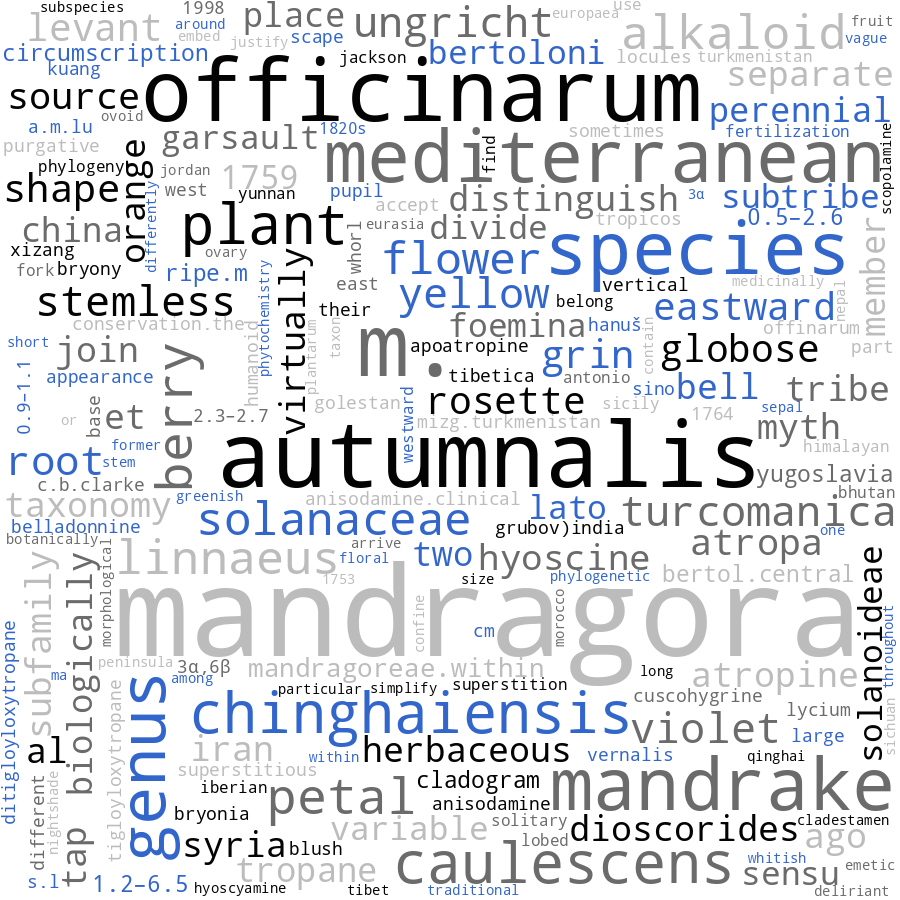 subspecies
1998
place
ungricht
europaea
use
levant
around
embed
justify
scape
alkaloid
fruit
vague
circumscription
kuang
jackson
bertoloni
locules
turkmenistan
separate
source
officinarum
ovoid
perennial
a.m.lu
garsault
1820s
sometimes
fertilization
purgative
orange
mediterranean
find
scopolamine
phylogeny
jordan
1759
shape
west
yunnan
pupil
accept
distinguish
3α
subtribe
differently
plant
china
whorl
eurasia
divide
tropicos
0.5–2.6
member
xizang
ovary
flower
species
fork
bryony
ripe.m
virtually
east
vertical
medicinally
nepal
stemless
phytochemistry
their
yellow
belong
eastward
conservation.the
humanoid
plantarum
taxon
m.
foemina
hanuš
contain
offinarum
short
join
apoatropine
grin
globose
part
0.9–1.1
appearance
berry
tibetica
antonio
sino
bell
tribe
or
base
et
2.3–2.7
golestan
westward
rosette
sicily
1764
sepal
autumnalis
mizg.turkmenistan
myth
former
himalayan
root
stem
c.b.clarke
yugoslavia
taxonomy
greenish
anisodamine.clinical
lato
bhutan
belladonnine
solanaceae
grubov)india
turcomanica
botanically
arrive
one
linnaeus
floral
two
hyoscine
atropa
subfamily
biologically
morphological
1753
size
phylogenetic
bertol.central
solanoideae
mandragora
confine
morocco
throughout
ditigloyloxytropane
cm
peninsula
3α,6β
mandragoreae.within
long
atropine
ma
among
particular
simplify
superstition
cuscohygrine
tigloyloxytropane
genus
chinghaiensis
violet
lycium
large
sichuan
al
iran
within
herbaceous
vernalis
qinghai
superstitious
cladogram
mandrake
different
nightshade
tap
iberian
petal
anisodamine
bryonia
variable
solitary
dioscorides
cladestamen
syria
blush
lobed
ago
tropane
caulescens
whitish
sensu
emetic
s.l
1.2–6.5
hyoscyamine
tibet
traditional
deliriant